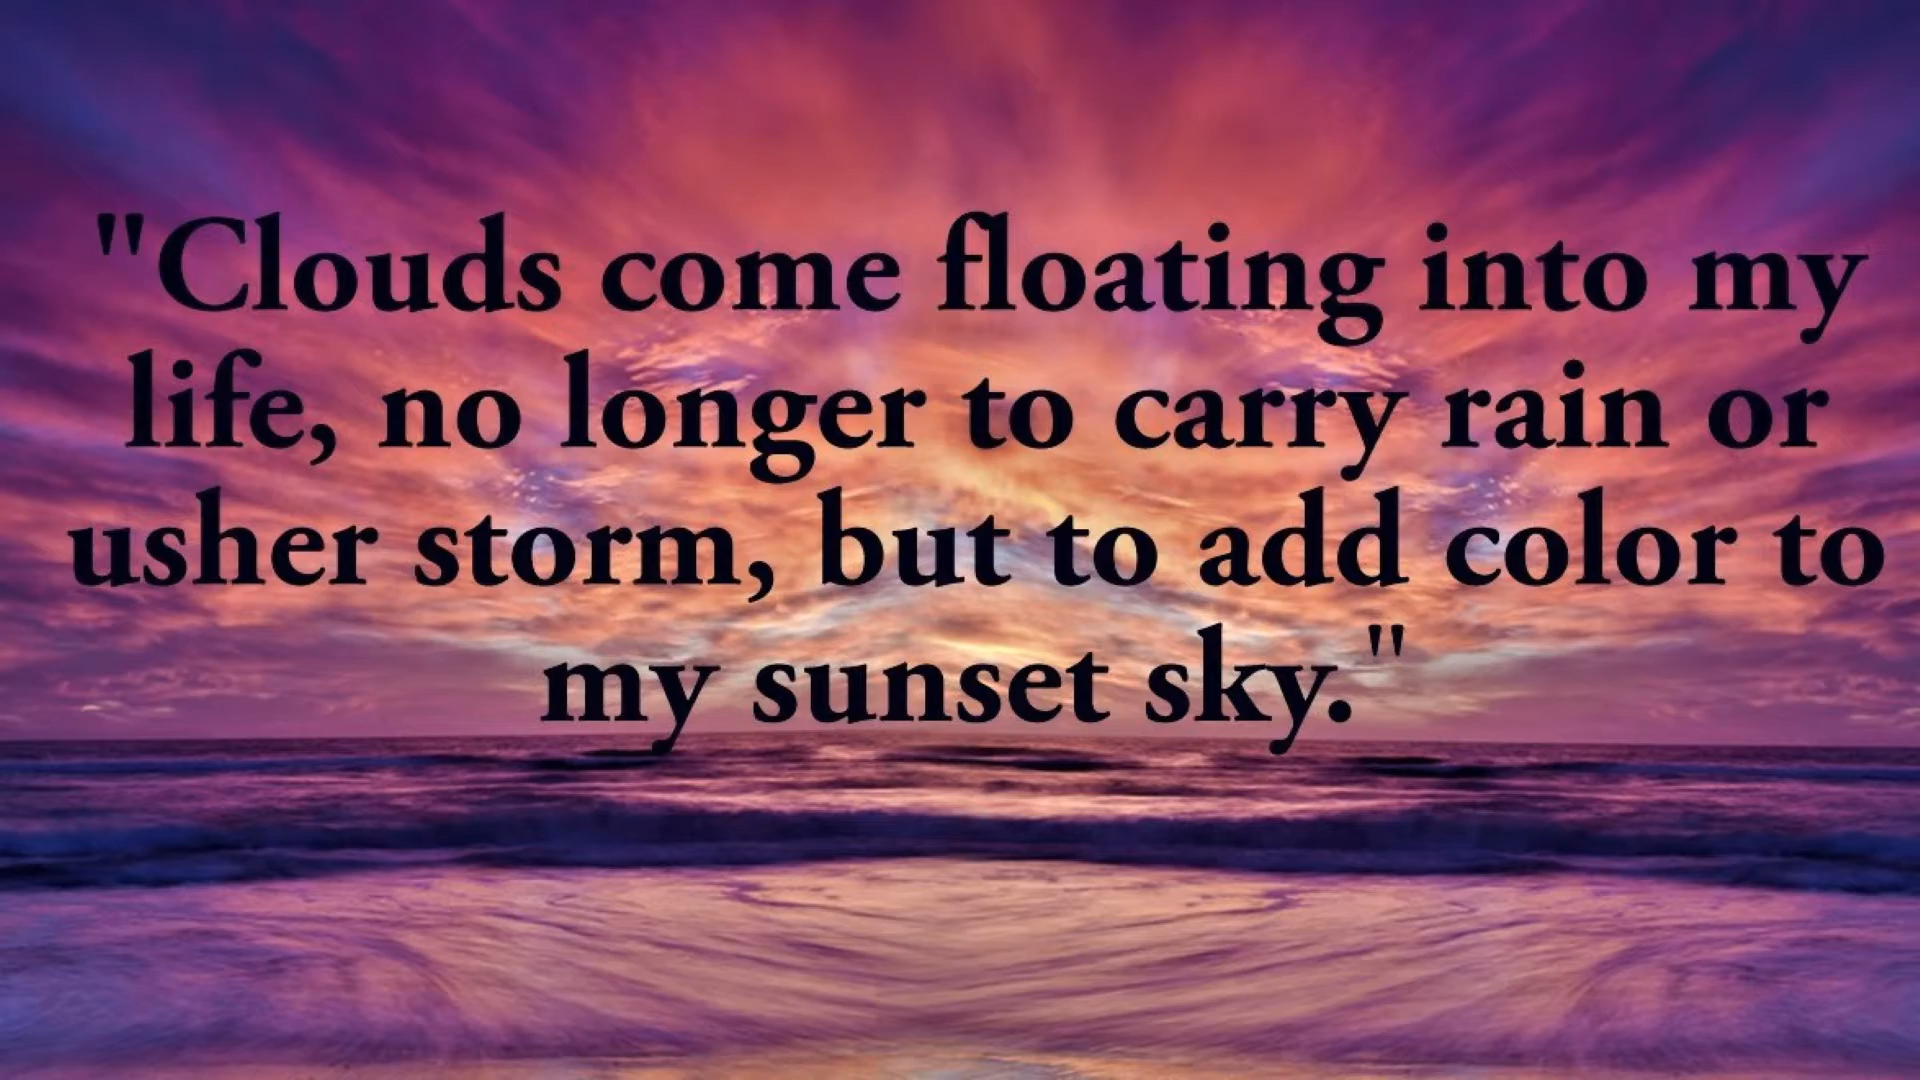 "Clouds come floating into my
life, no longer to carry rain or
usher storm, but to add color to
my sunset sky."